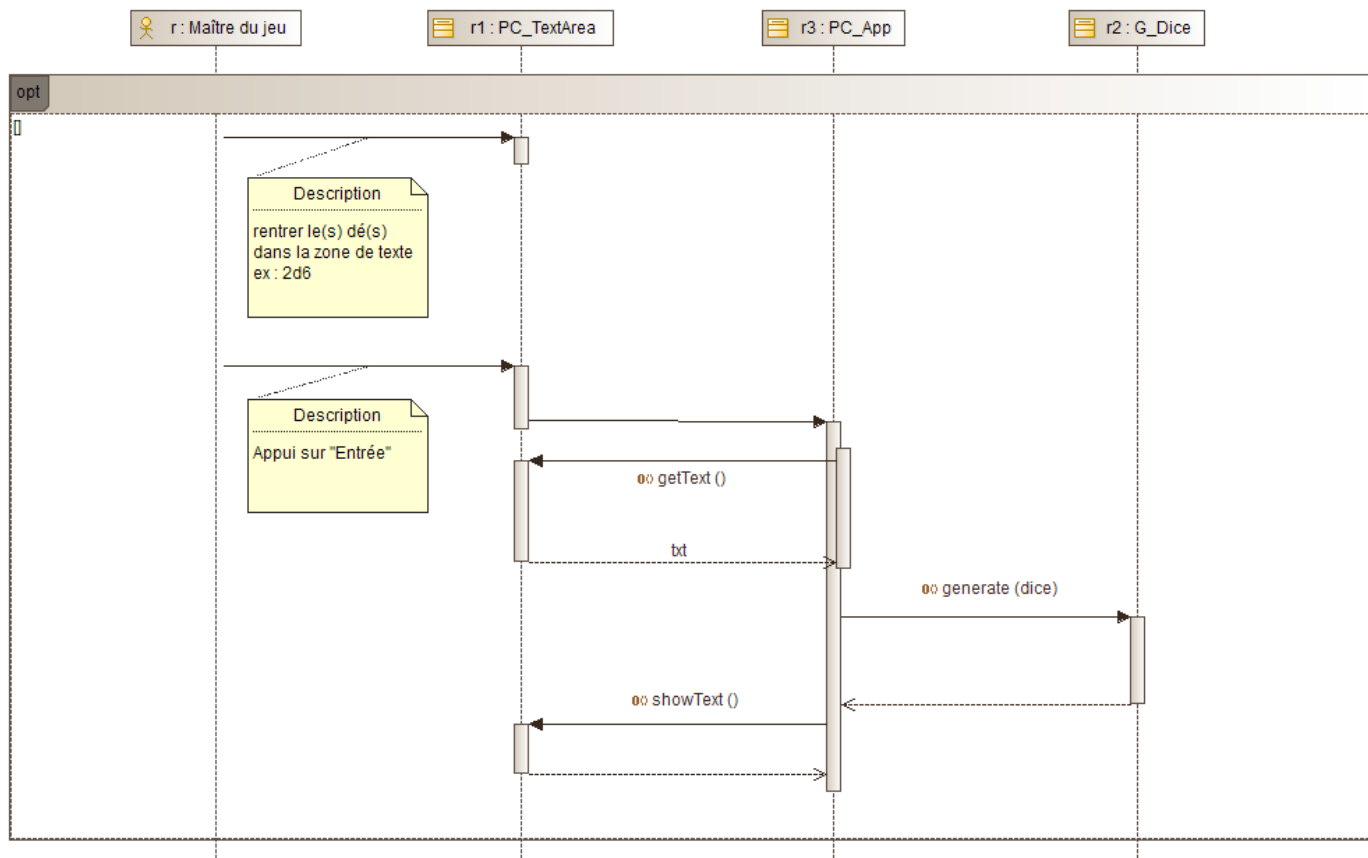 r : Maître du jeu
r1 : PC_TextArea
r3 : PC_App
r2 : G_Dice
opt
[]
Description
rentrer le(s) dé(s)
dans la zone de texte
ex : 2d6
Description
Appui sur "Entrée"
getText ()
txt
generate (dice)
showText ()